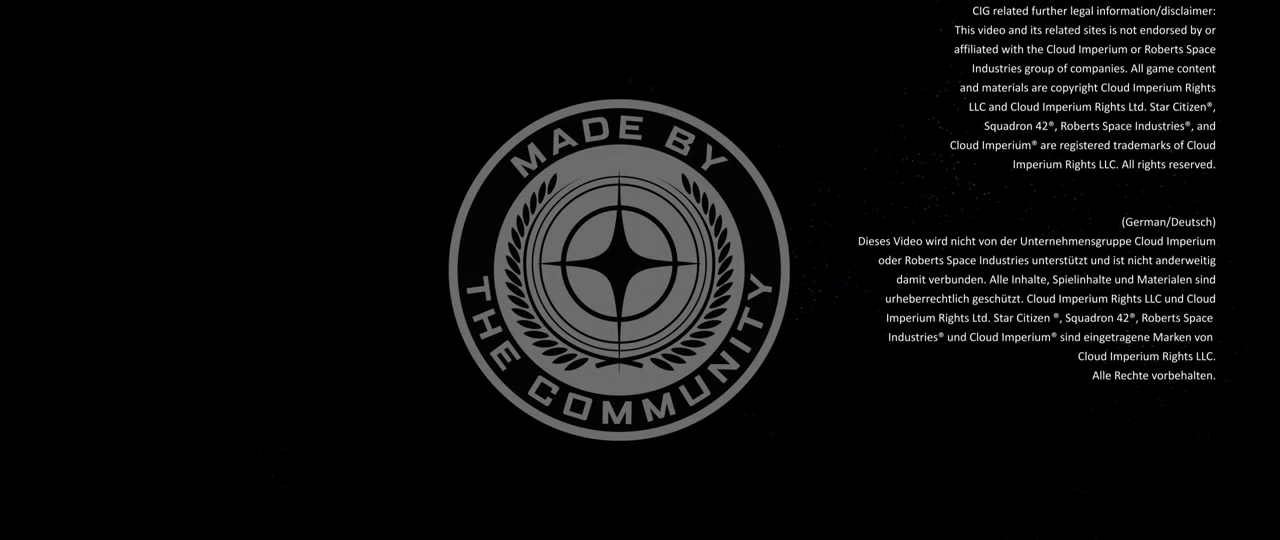 MADE BY
THE COMMUNITY
CIG related further legal information/disclaimer:
This video and its related sites is not endorsed by or
affiliated with the Cloud Imperium or Roberts Space
Industries group of companies. All game content
and materials are copyright Cloud Imperium Rights
LLC and Cloud Imperium Rights Ltd. Star Citizen®,
Squadron 42®, Roberts Space Industries®, and
Cloud Imperium® are registered trademarks of Cloud
Imperium Rights LLC. All rights reserved.
(German/Deutsch)
Dieses Video wird nicht von der Unternehmensgruppe Cloud Imperium
oder Roberts Space Industries unterstützt und ist nicht anderweitig
damit verbunden. Alle Inhalte, Spielinhalte und Materialen sind
urheberrechtlich geschützt. Cloud Imperium Rights LLC und Cloud
Imperium Rights Ltd. Star Citizen ®, Squadron 42®, Roberts Space
Industries® und Cloud Imperium® sind eingetragene Marken von
Cloud Imperium Rights LLC.
Alle Rechte vorbehalten.